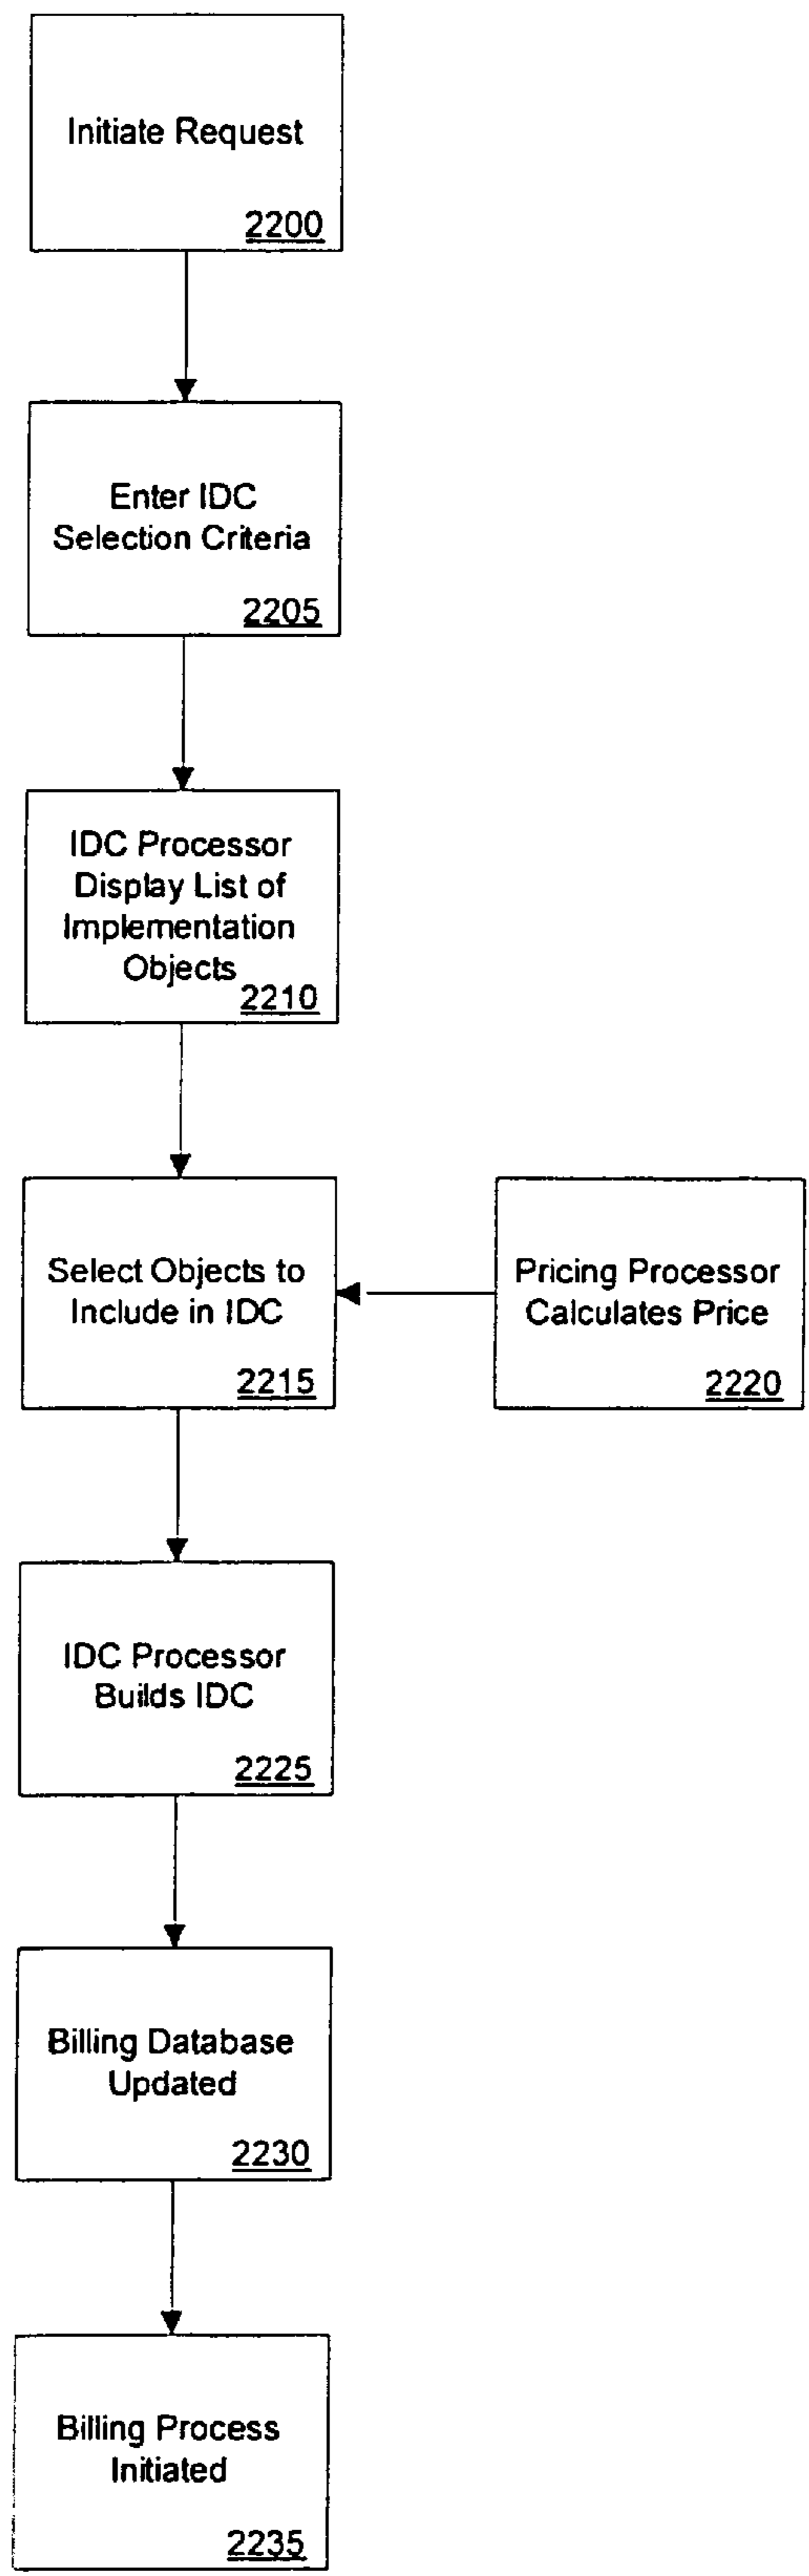 Initiate Request
2200
Enter IDC
Selection Criteria
2205
IDC Processor
Display List of
Implementation
Objects
2210
Select Objects to
Include in IDC
2215
Pricing Processor
Calculates Price
2220
IDC Processor
Builds IDC
2225
Billing Database
Updated
2230
Billing Process
Initiated
2235